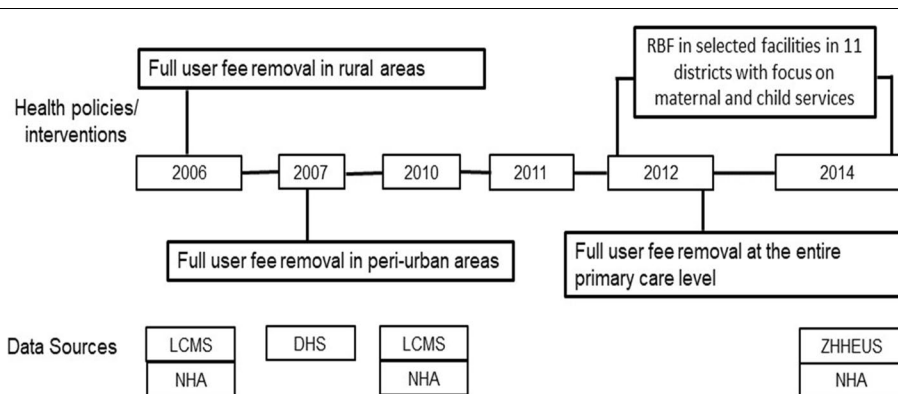 RBF in selected facilities in 11
districts with focus on
maternal and child services
Full user fee removal in rural areas
Health policies/
interventions
2006
2007
2010
2011
2012
2014
Full user fee removal in peri-urban areas
Full user fee removal at the entire
primary care level
Data Sources
LCMS
DHS
LCMS
ZHHEUS
NHA
NHA
NHA